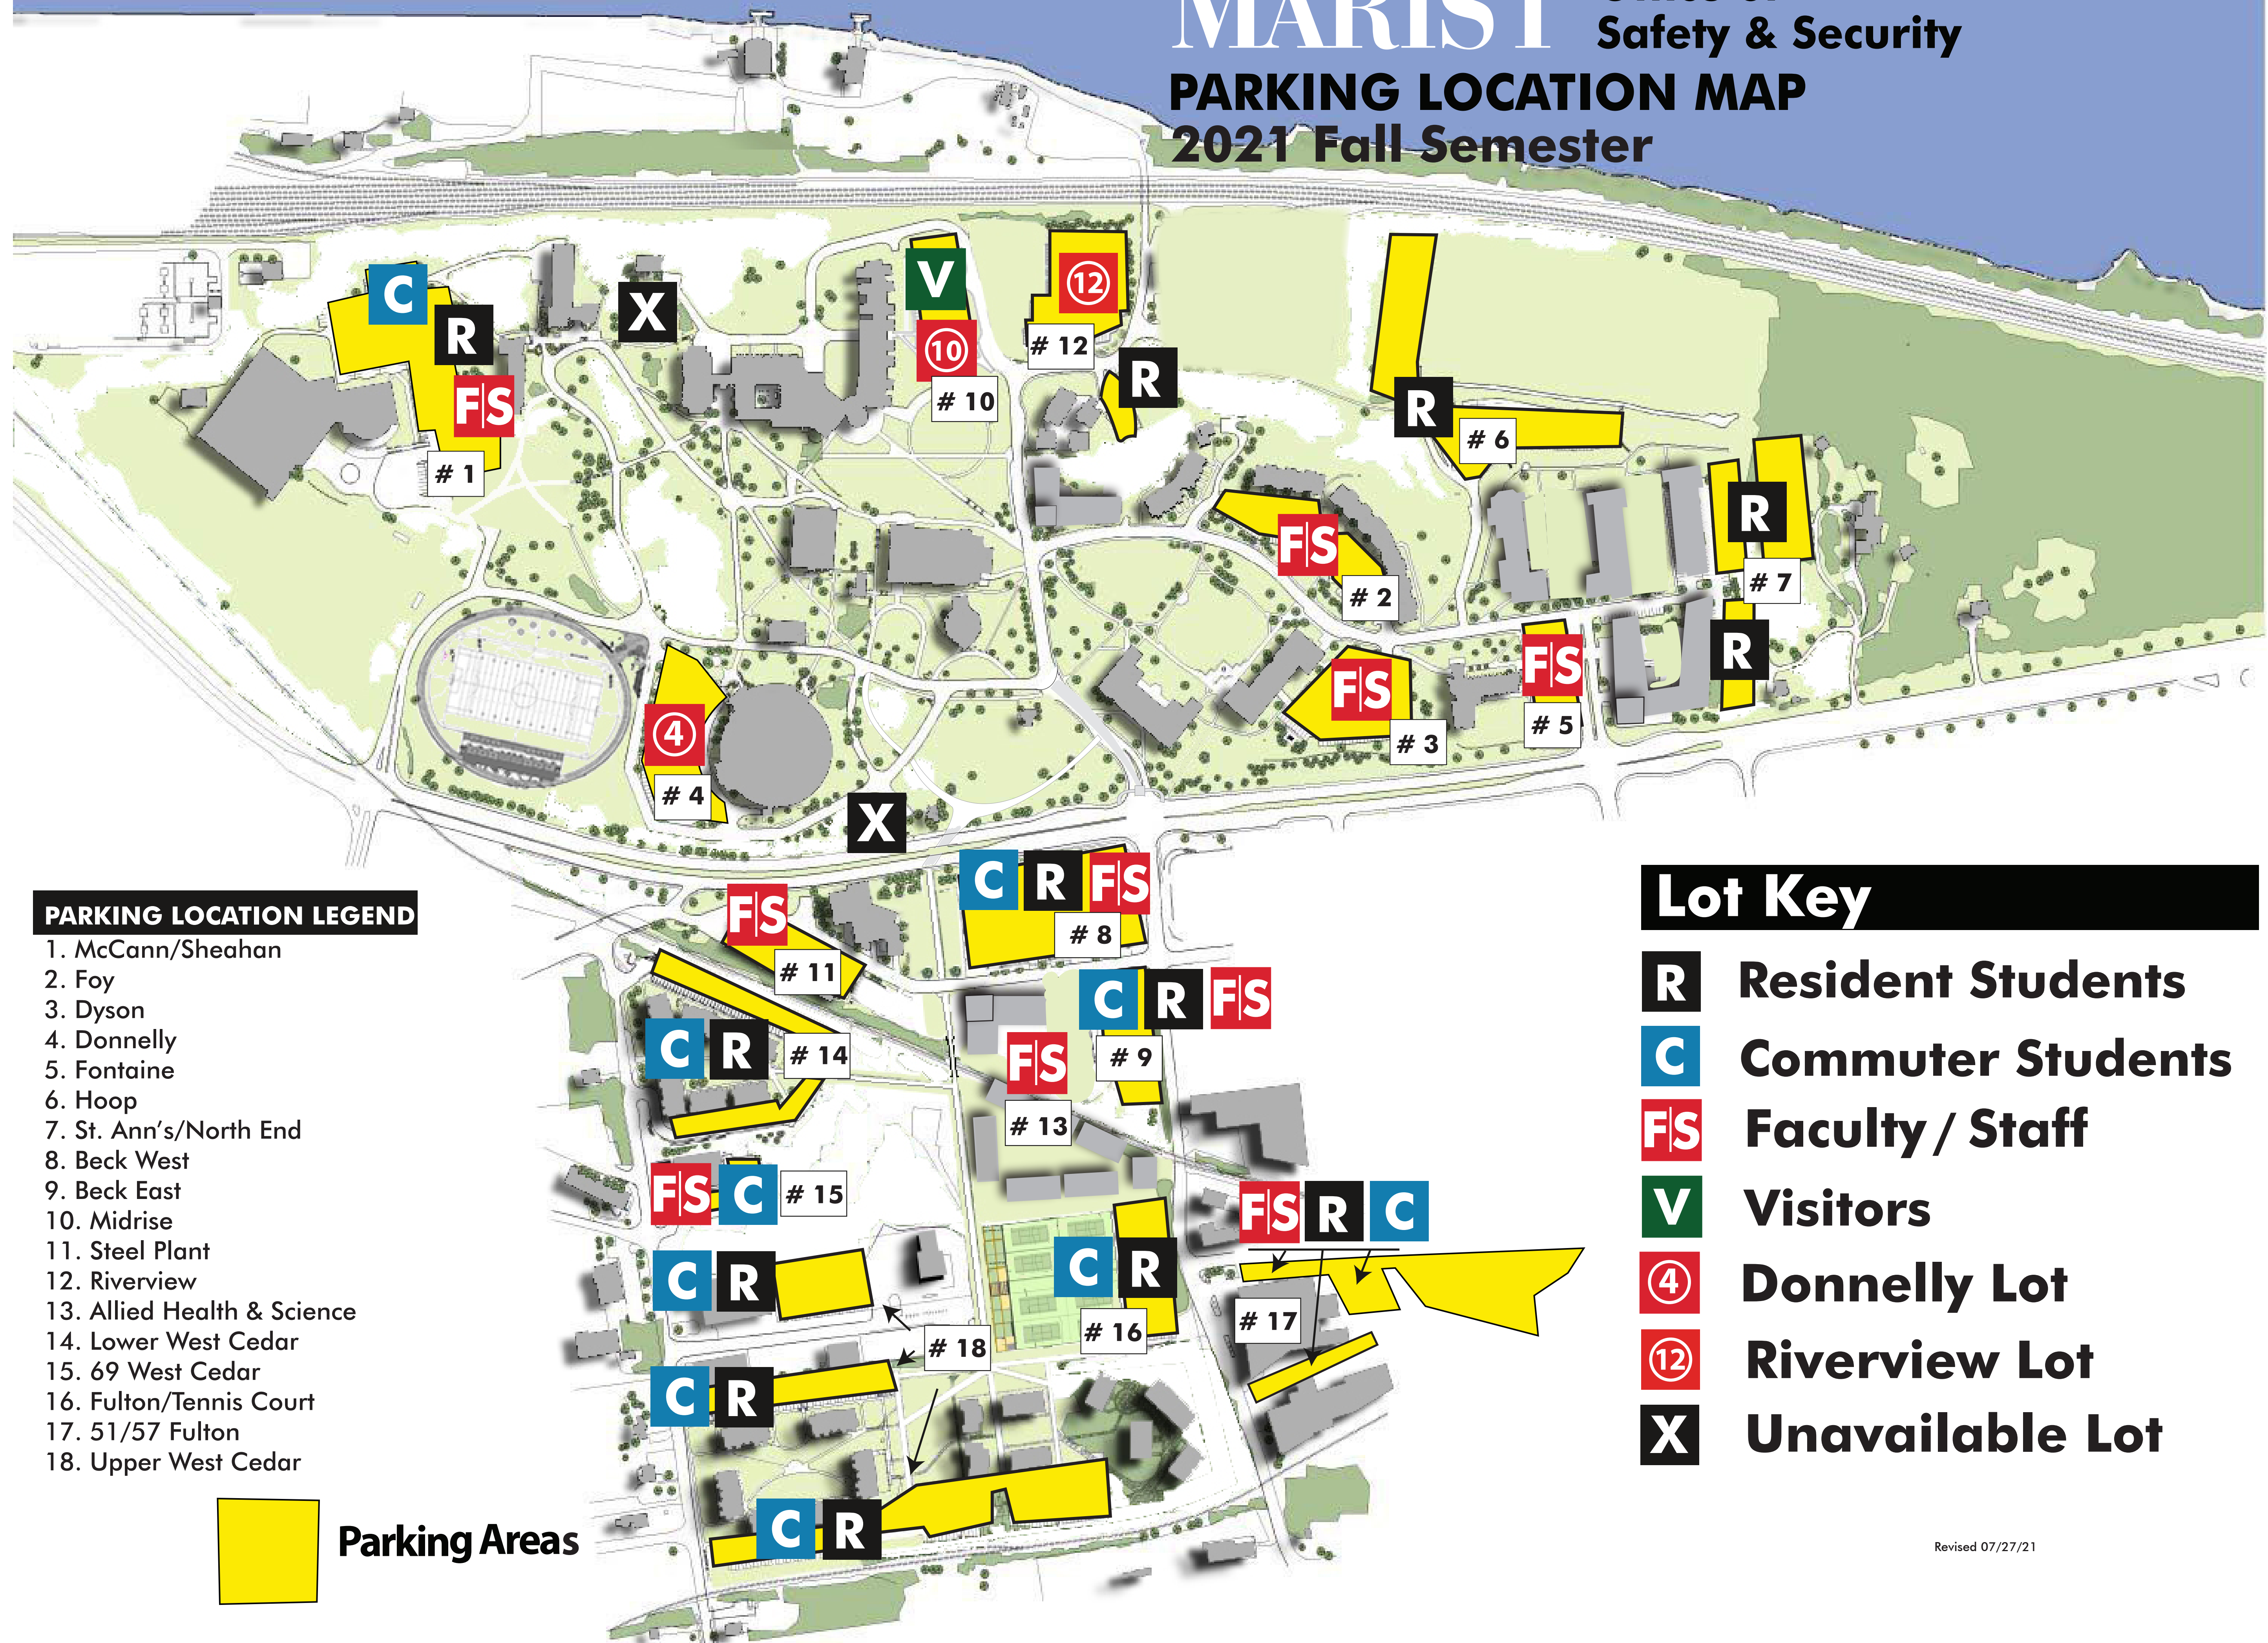 MARIST
Safety & Security
PARKING LOCATION MAP
2021 Fall Semester
C
R
F|S
# 1
X
V
10
# 10
12
# 12
R
R
# 6
R
# 7
R
F|S
# 2
F|S
# 3
F|S
# 5
4
# 4
X
C R F|S
# 8
F|S
# 11
C R F|S
# 9
C R
# 14
F|S
# 13
F|S C # 15
F|S R C
# 17
C R
C R
# 16
# 18
C R
C R
PARKING LOCATION LEGEND
1. McCann/Sheahan
2. Foy
3. Dyson
4. Donnelly
5. Fontaine
6. Hoop
7. St. Ann's/North End
8. Beck West
9. Beck East
10. Midrise
11. Steel Plant
12. Riverview
13. Allied Health & Science
14. Lower West Cedar
15. 69 West Cedar
16. Fulton/Tennis Court
17. 51/57 Fulton
18. Upper West Cedar
Parking Areas
Lot Key
R Resident Students
C Commuter Students
F|S Faculty / Staff
V Visitors
4 Donnelly Lot
12 Riverview Lot
X Unavailable Lot
Revised 07/27/21